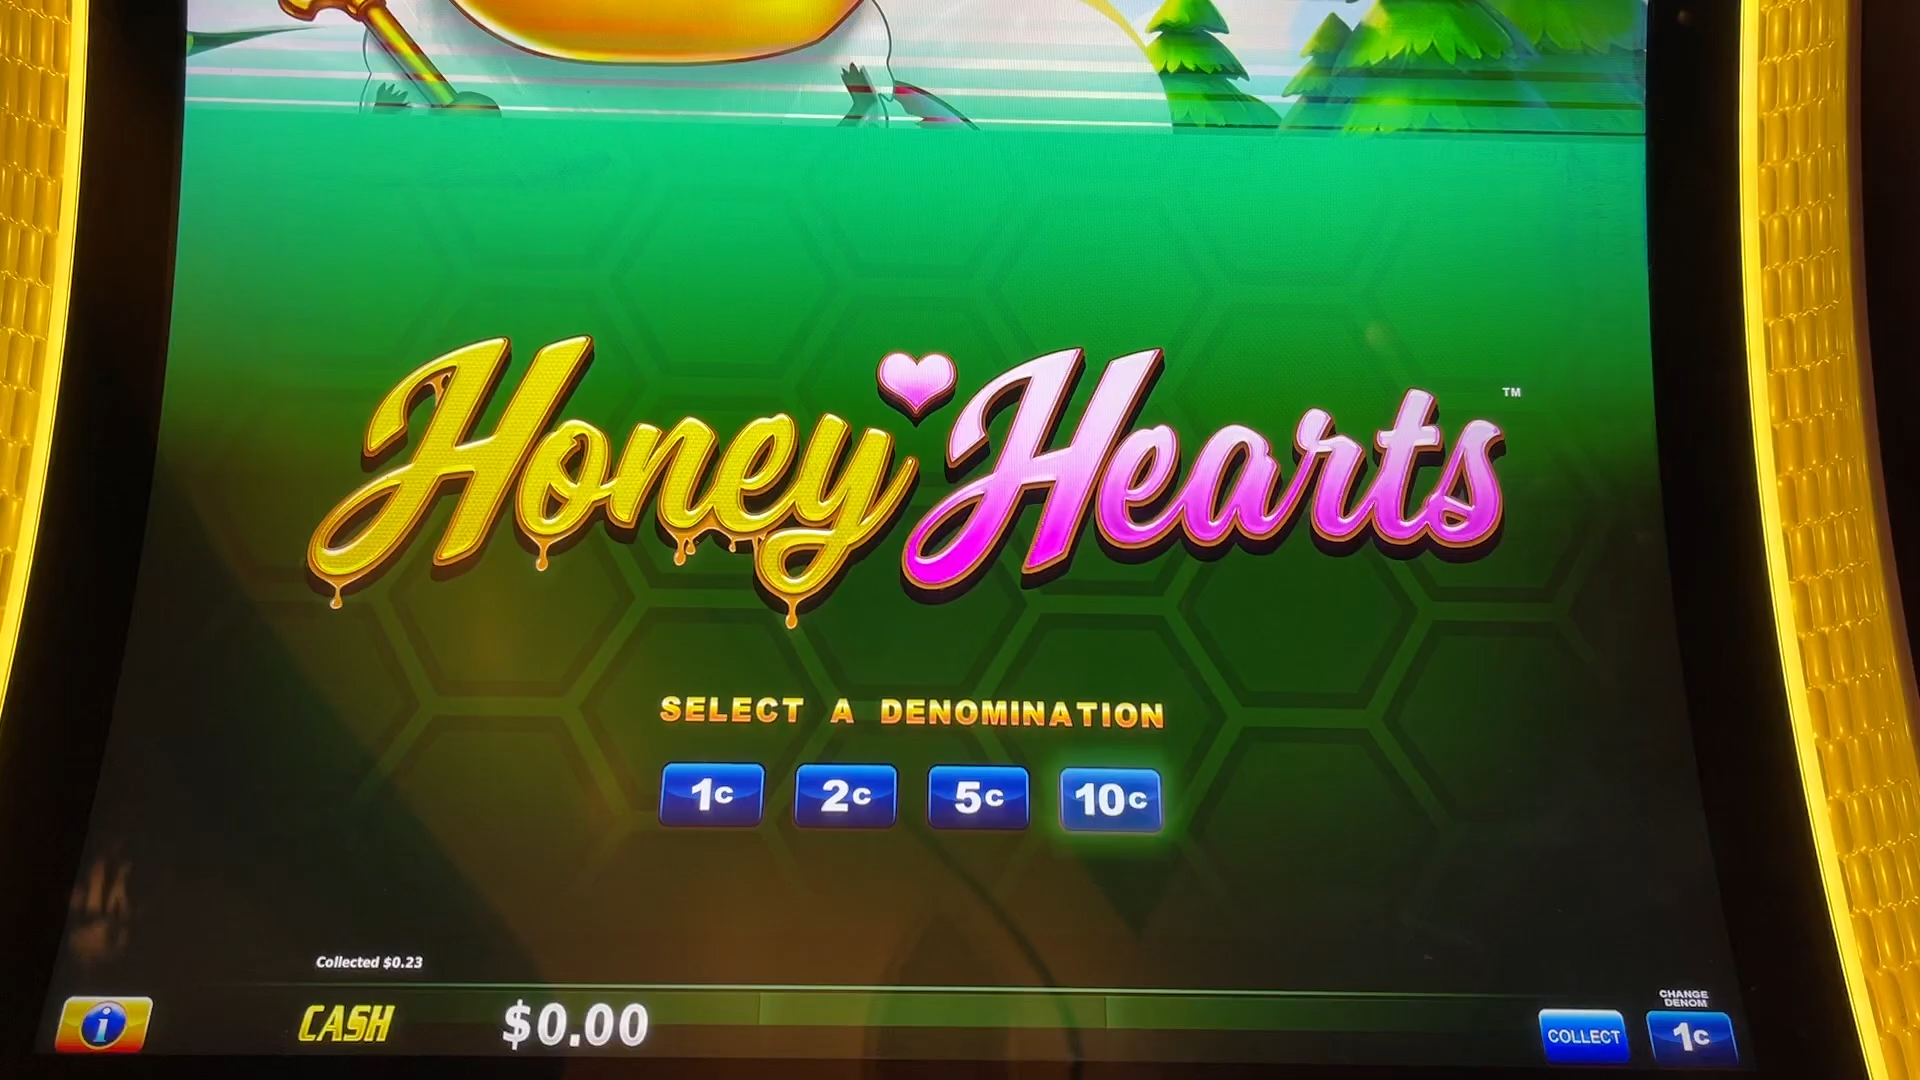 Honey Hearts ™
SELECT A DENOMINATION
1c 2c 5c 10c
Collected $0.23
CASH $0.00
COLLECT
CHANGE
DENOM
1c
i